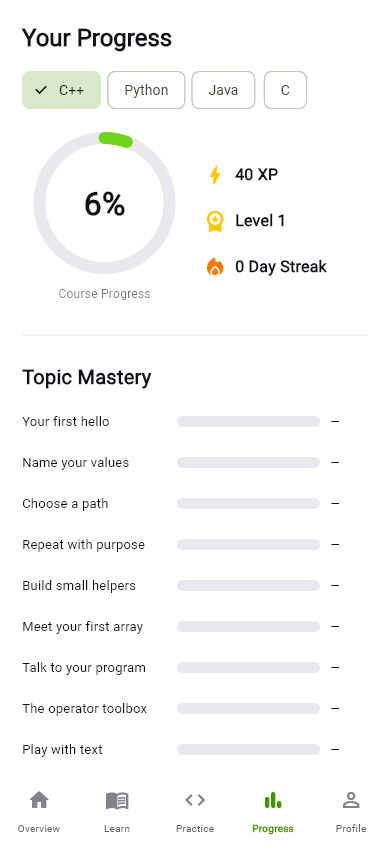 Your Progress
C++ Python Java C
6%
Course Progress
40 XP
Level 1
0 Day Streak
Topic Mastery
Your first hello –
Name your values –
Choose a path –
Repeat with purpose –
Build small helpers –
Meet your first array –
Talk to your program –
The operator toolbox –
Play with text –
Overview Learn Practice Progress Profile